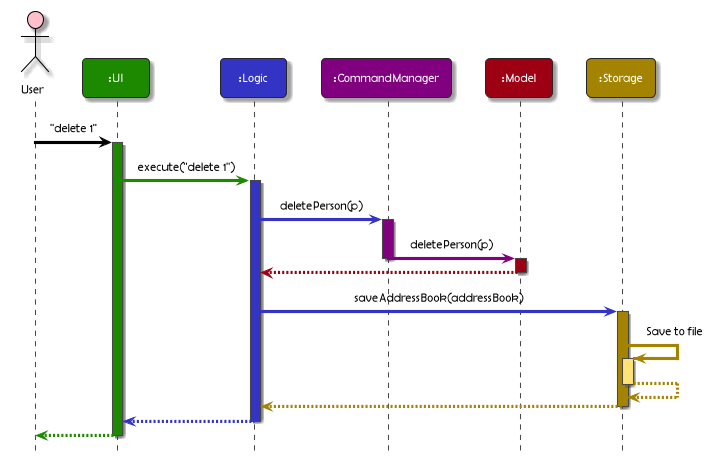 User
:UI
:Logic
:CommandManager
:Model
:Storage
"delete 1"
execute("delete 1")
deletePerson(p)
deletePerson(p)
saveAddressBook(addressBook)
Save to file